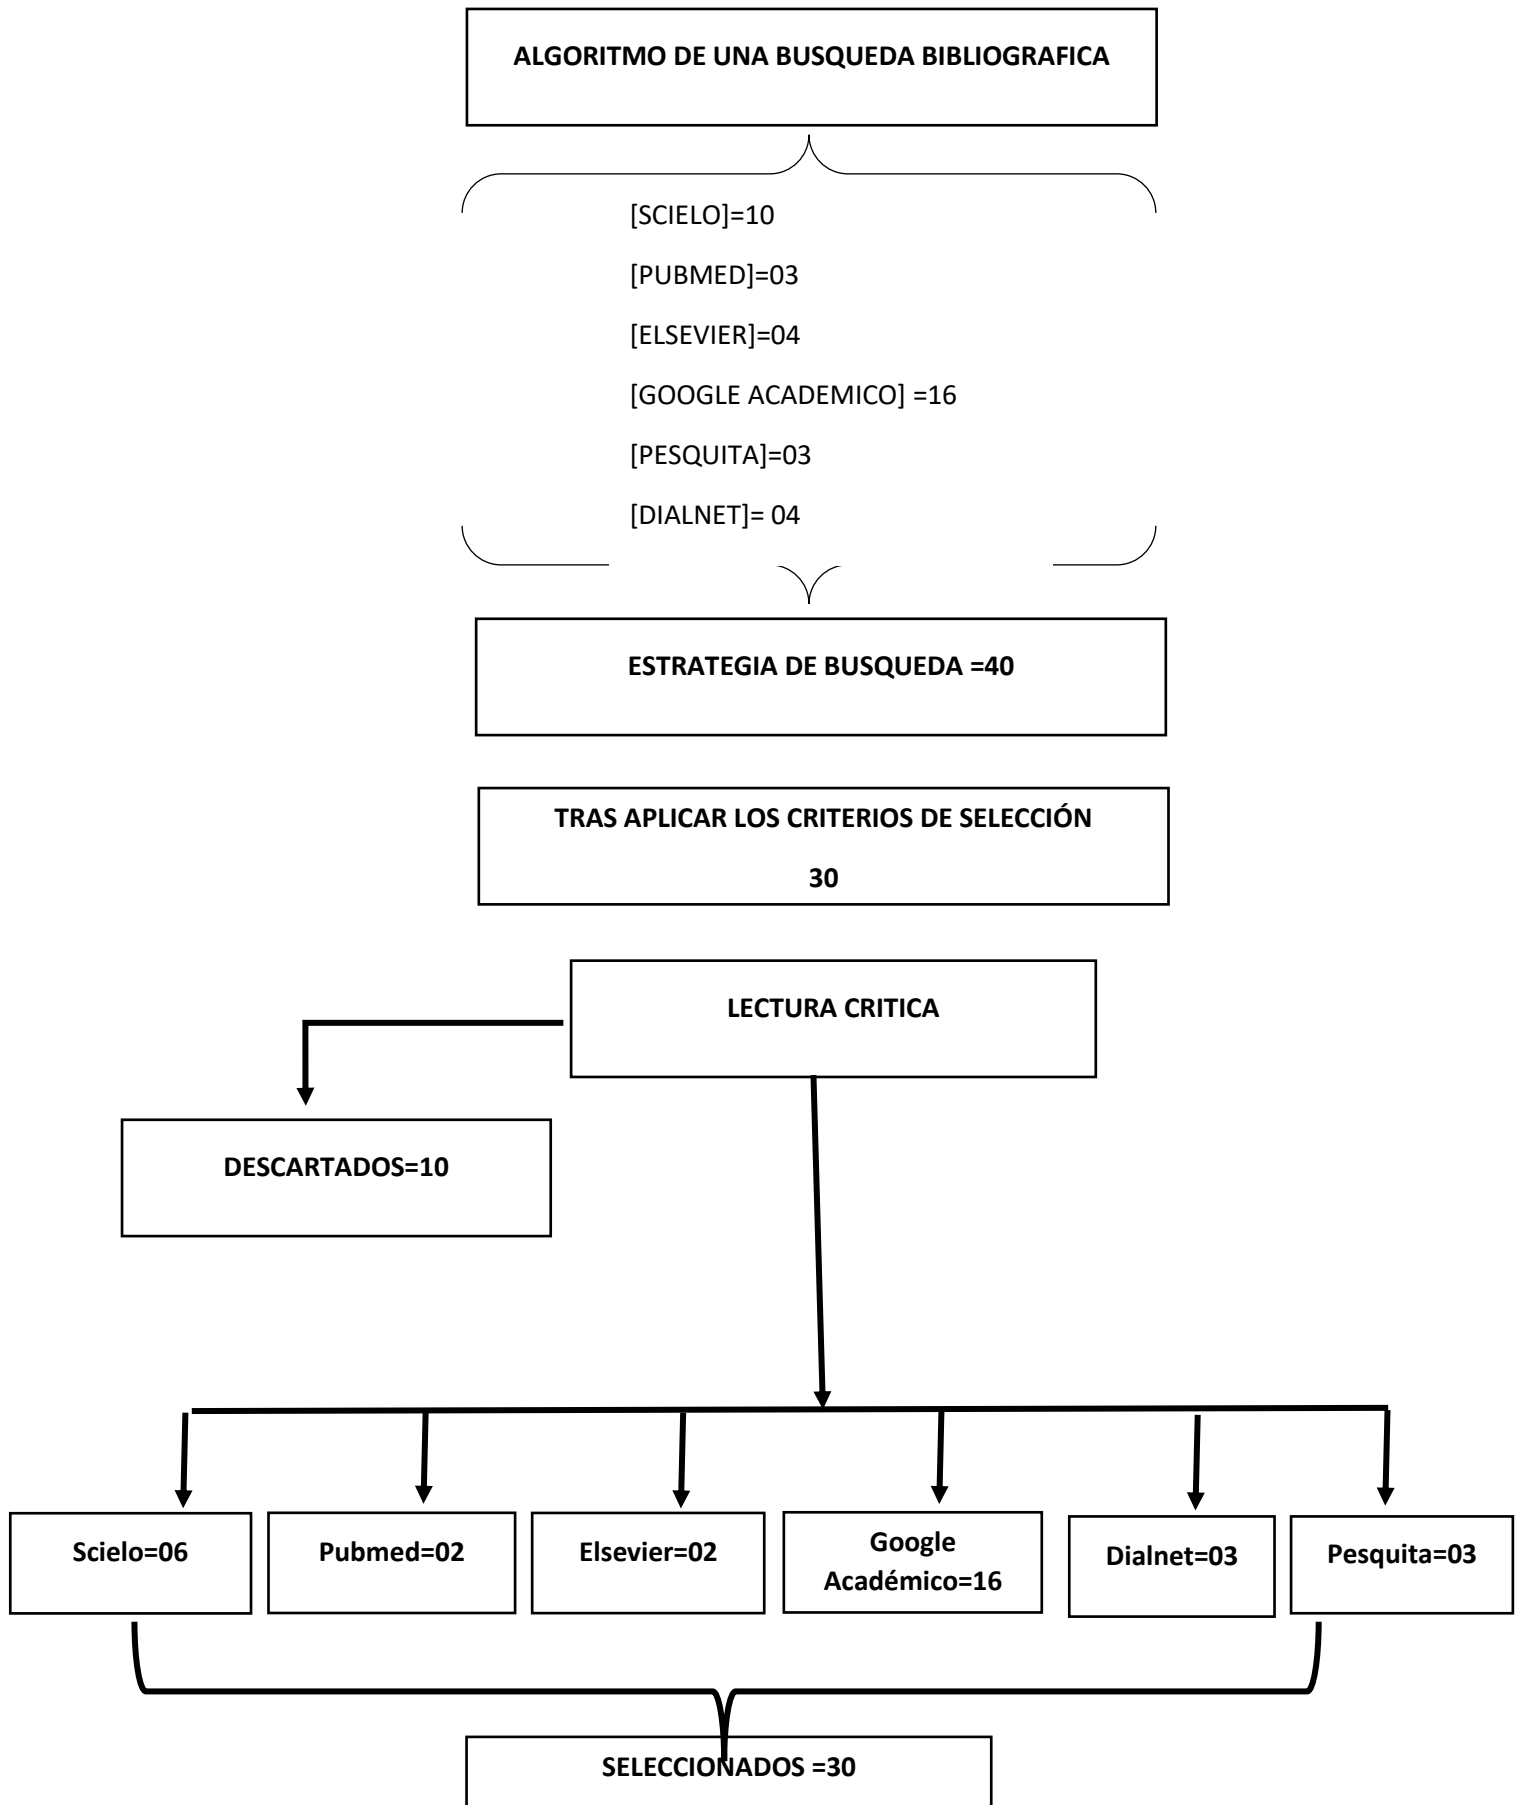 ALGORITMO DE UNA BUSQUEDA BIBLIOGRAFICA
[SCIELO]=10
[PUBMED]=03
[ELSEVIER]=04
[GOOGLE ACADEMICO] =16
[PESQUITA]=03
[DIALNET]= 04
ESTRATEGIA DE BUSQUEDA =40
TRAS APLICAR LOS CRITERIOS DE SELECCIÓN
30
LECTURA CRITICA
DESCARTADOS=10
Scielo=06
Pubmed=02
Elsevier=02
Google
Académico=16
Dialnet=03
Pesquita=03
SELECCIONADOS =30